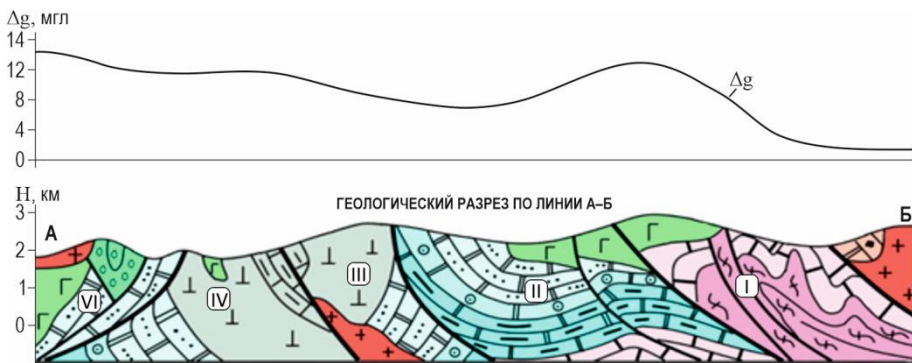 Δg, мгл
14
12
8
4
0
Δg
Н, км
ГЕОЛОГИЧЕСКИЙ РАЗРЕЗ ПО ЛИНИИ А–Б
А
Б
3
2
1
0
VI
IV
III
II
I